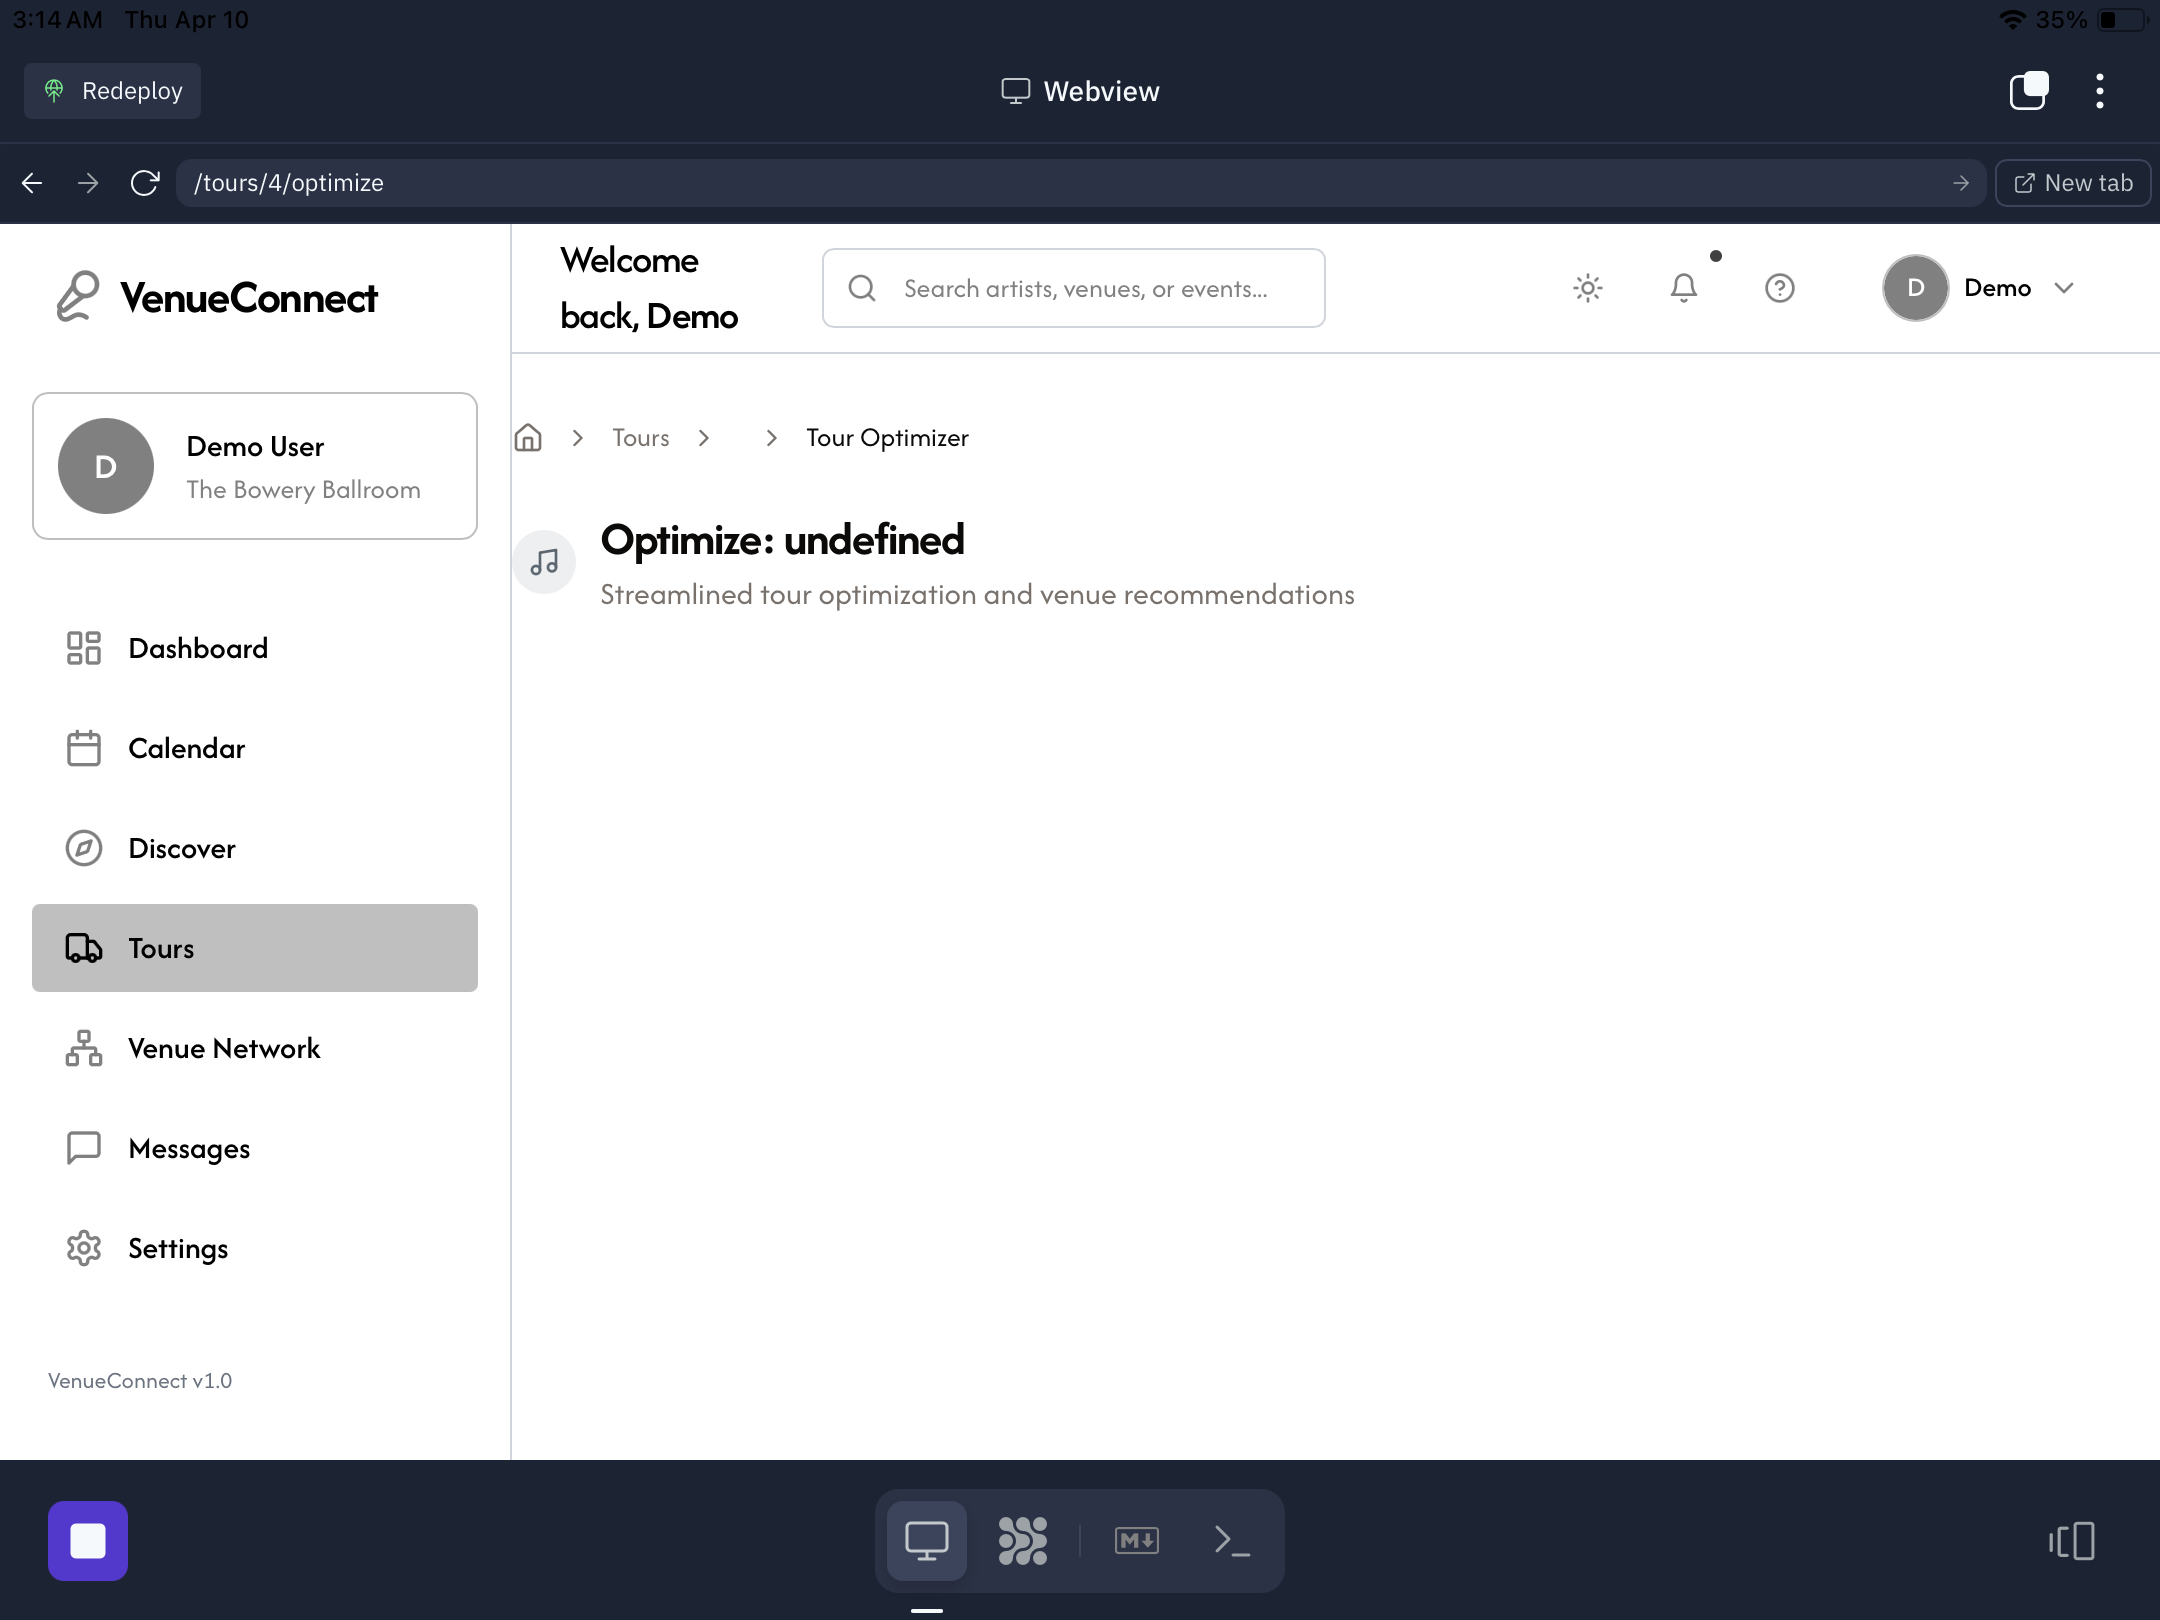 3:14 AM Thu Apr 10
35%
Redeploy
Webview
/tours/4/optimize
New tab
VenueConnect
Welcome
back, Demo
Search artists, venues, or events...
D
Demo
D
Demo User
The Bowery Ballroom
Tours
Tour Optimizer
Optimize: undefined
Streamlined tour optimization and venue recommendations
Dashboard
Calendar
Discover
Tours
Venue Network
Messages
Settings
VenueConnect v1.0
M